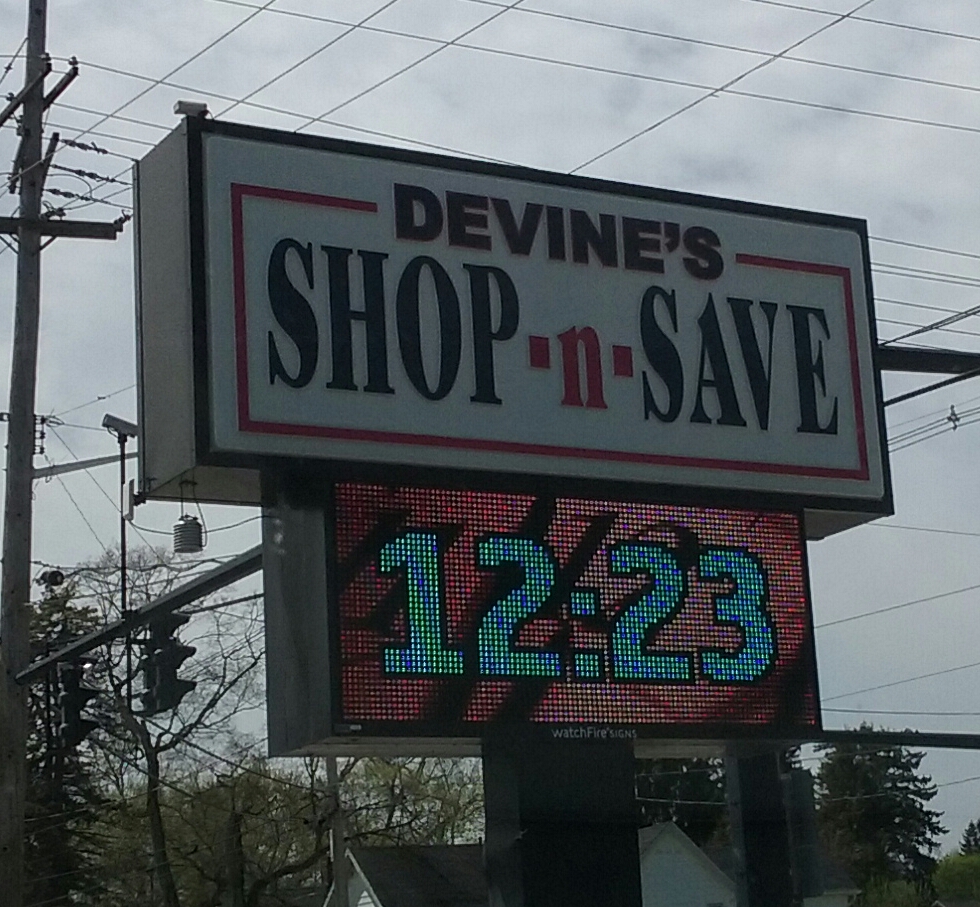 DEVINE'S
SHOP-n-SAVE
12:23
watchFire SIGNS